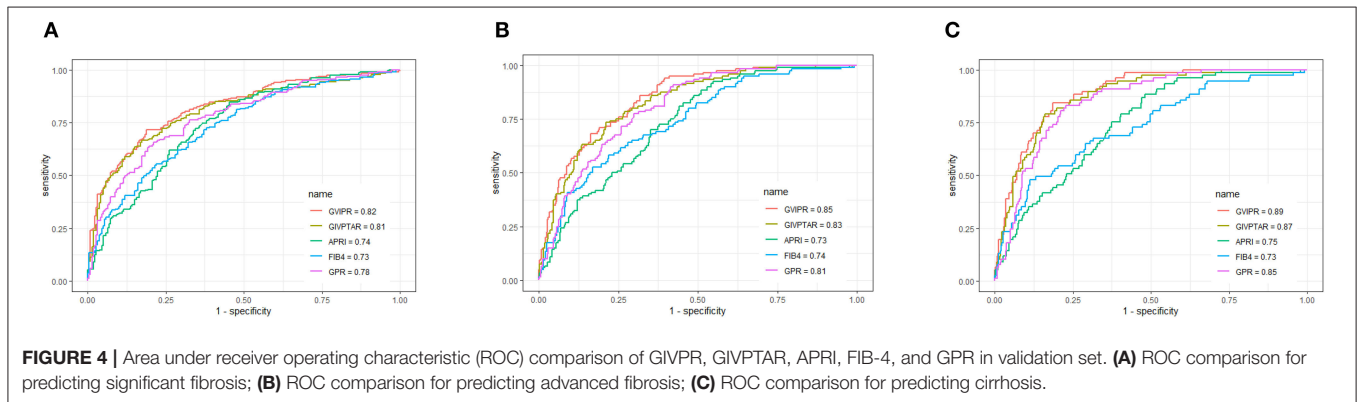 A
1.00
0.75
0.50
0.25
0.00
sensitivity
name
GVIPR = 0.82
GIVPTAR = 0.81
APRI = 0.74
FIB4 = 0.73
GPR = 0.78
0.00 0.25 0.50 0.75 1.00
1 - specificity
B
1.00
0.75
0.50
0.25
0.00
sensitivity
name
GVIPR = 0.85
GIVPTAR = 0.83
APRI = 0.73
FIB4 = 0.74
GPR = 0.81
0.00 0.25 0.50 0.75 1.00
1 - specificity
C
1.00
0.75
0.50
0.25
0.00
sensitivity
name
GVIPR = 0.89
GIVPTAR = 0.87
APRI = 0.75
FIB4 = 0.73
GPR = 0.85
0.00 0.25 0.50 0.75 1.00
1 - specificity
FIGURE 4 | Area under receiver operating characteristic (ROC) comparison of GIVPR, GIVPTAR, APRI, FIB-4, and GPR in validation set. (A) ROC comparison for
predicting significant fibrosis; (B) ROC comparison for predicting advanced fibrosis; (C) ROC comparison for predicting cirrhosis.